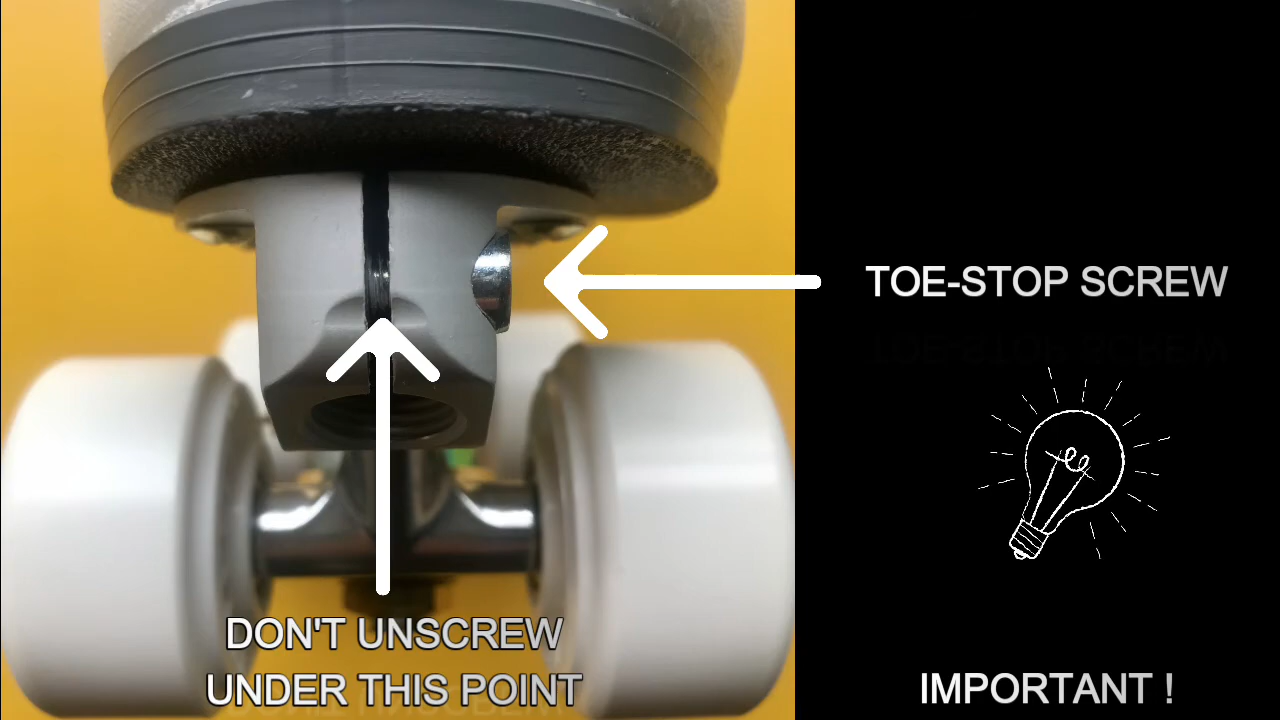 TOE-STOP SCREW
DON'T UNSCREW
UNDER THIS POINT
IMPORTANT !